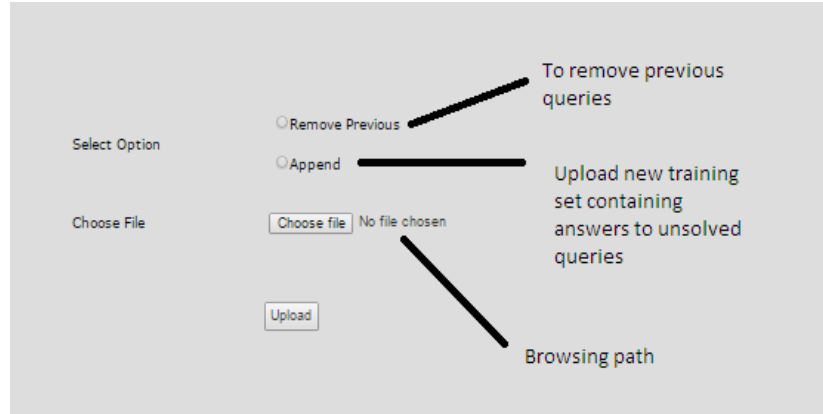 To remove previous
queries
Remove Previous
Select Option
Append
Upload new training
set containing
answers to unsolved
queries
Choose File
Choose file No file chosen
Upload
Browsing path